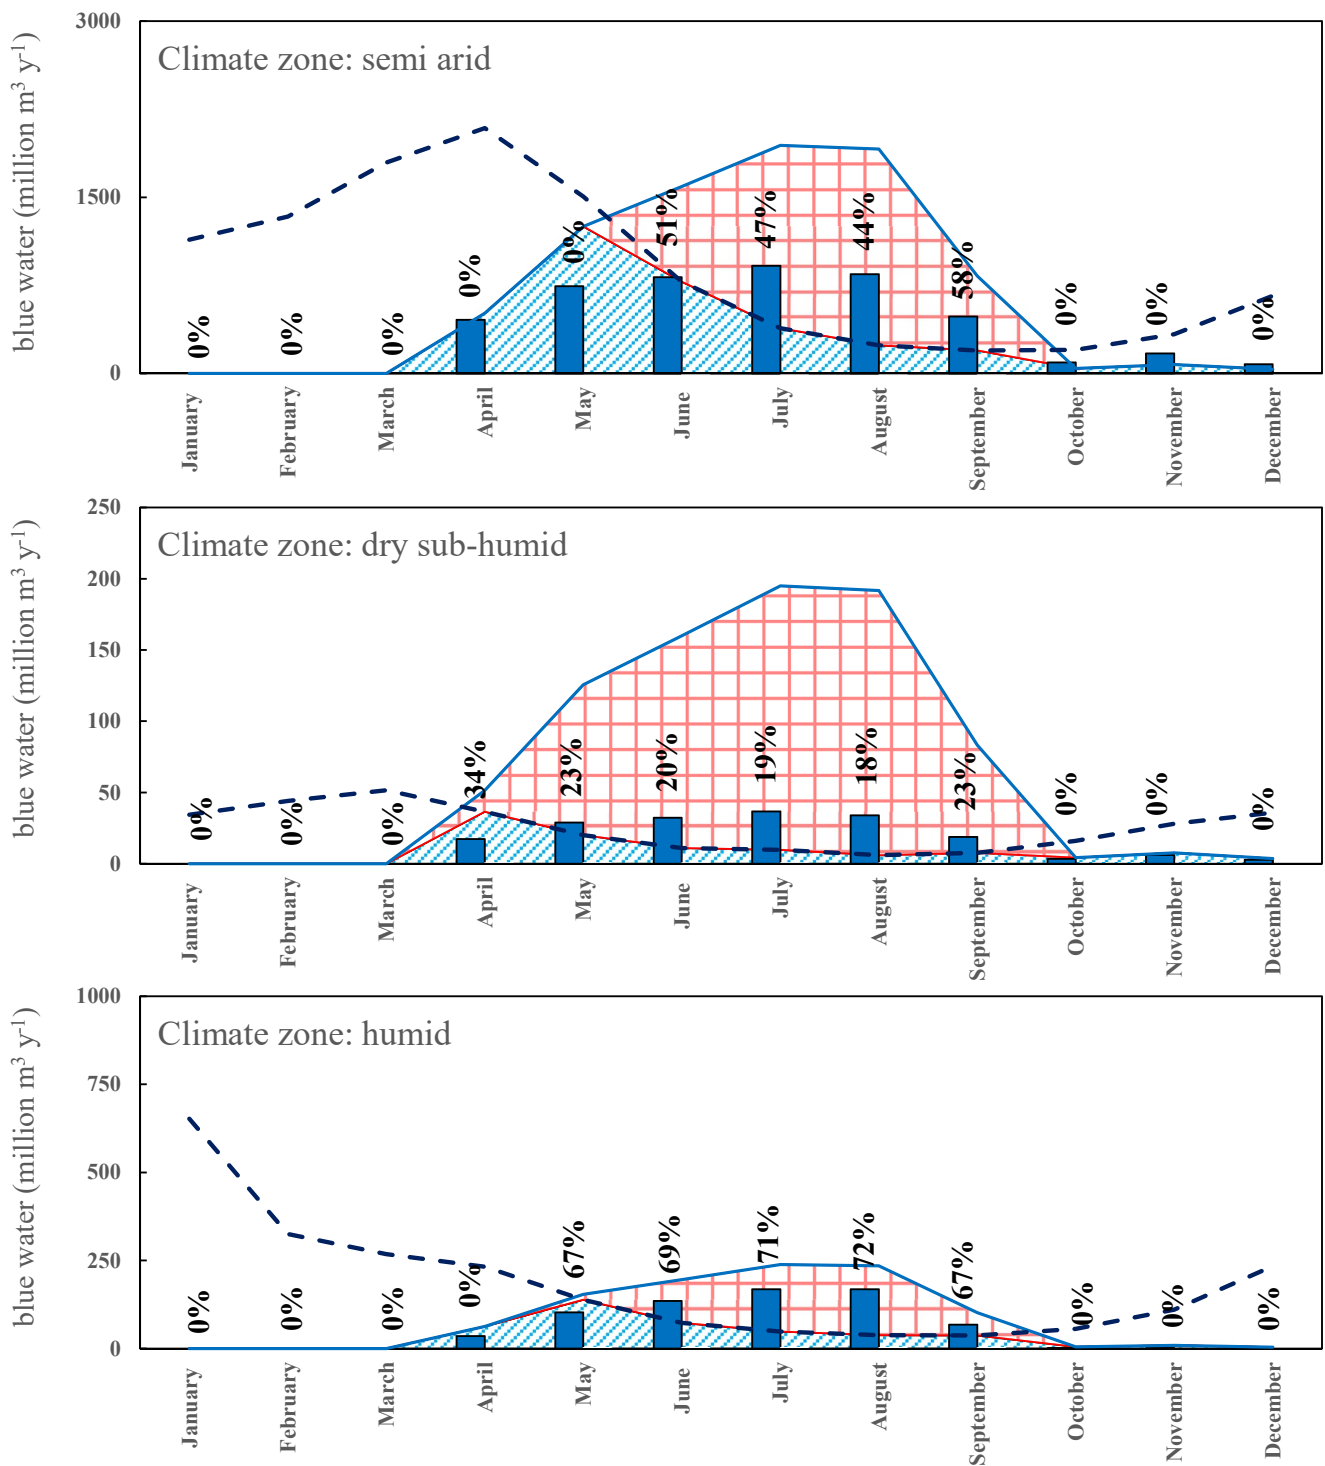 blue water (million m³ y⁻¹)
3000
1500
0
Climate zone: semi arid
0%
0%
0%
0%
0%
51%
47%
44%
58%
0%
0%
0%
January
February
March
April
May
June
July
August
September
October
November
December
blue water (million m³ y⁻¹)
250
200
150
100
50
0
Climate zone: dry sub-humid
0%
0%
0%
34%
23%
20%
19%
18%
23%
0%
0%
0%
January
February
March
April
May
June
July
August
September
October
November
December
blue water (million m³ y⁻¹)
1000
750
500
250
0
Climate zone: humid
0%
0%
0%
0%
67%
69%
71%
72%
67%
0%
0%
0%
January
February
March
April
May
June
July
August
September
October
November
December